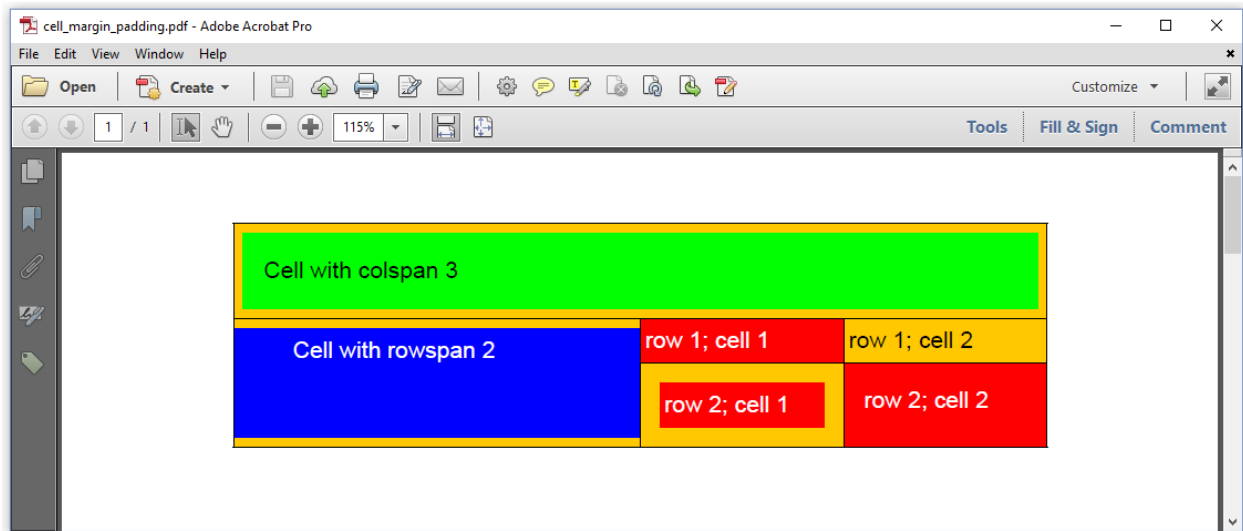 cell_margin_padding.pdf - Adobe Acrobat Pro
File Edit View Window Help
Open Create Customize
1 / 1 115% Tools Fill & Sign Comment
Cell with colspan 3
Cell with rowspan 2
row 1; cell 1
row 1; cell 2
row 2; cell 1
row 2; cell 2